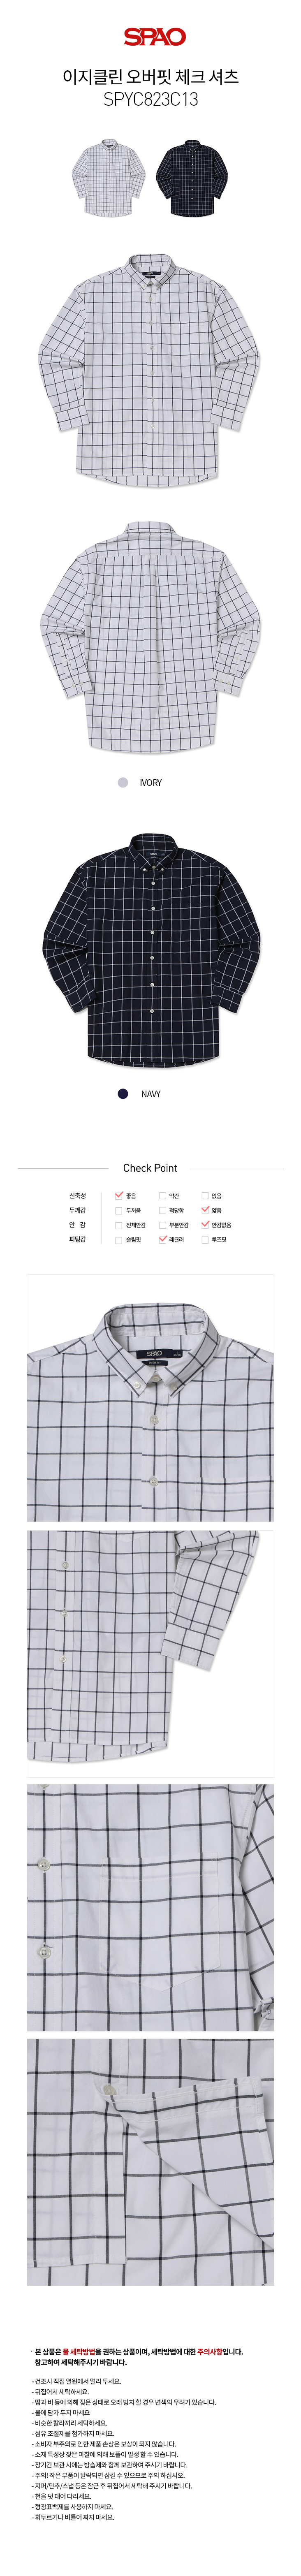 SPAO
이지클린 오버핏 체크 셔츠
SPYC823C13
IVORY
NAVY
Check Point
신축성 좋음 약간 없음
두께감 두꺼움 적당함 얇음
안 감 전체안감 부분안감 안감없음
피팅감 슬림핏 레귤러 루즈핏
SPAO
· 본 상품은 물 세탁방법을 권하는 상품이며, 세탁방법에 대한 주의사항입니다.
참고하여 세탁해주시기 바랍니다.
- 건조시 직접 열원에서 멀리 두세요.
- 뒤집어서 세탁하세요.
- 땀과 비 등에 의해 젖은 상태로 오래 방치 할 경우 변색의 우려가 있습니다.
- 물에 담가 두지 마세요
- 비슷한 칼라끼리 세탁하세요.
- 섬유 조절제를 첨가하지 마세요.
- 소비자 부주의로 인한 제품 손상은 보상이 되지 않습니다.
- 소재 특성상 잦은 마찰에 의해 보풀이 발생 할 수 있습니다.
- 장기간 보관 시에는 방습제와 함께 보관하여 주시기 바랍니다.
- 주의! 작은 부품이 탈락되면 삼킬 수 있으므로 주의 하십시오.
- 지퍼/단추/스냅 등은 잠근 후 뒤집어서 세탁해 주시기 바랍니다.
- 천을 덧 대어 다리세요.
- 형광표백제를 사용하지 마세요.
- 휘두르거나 비틀어 짜지 마세요.